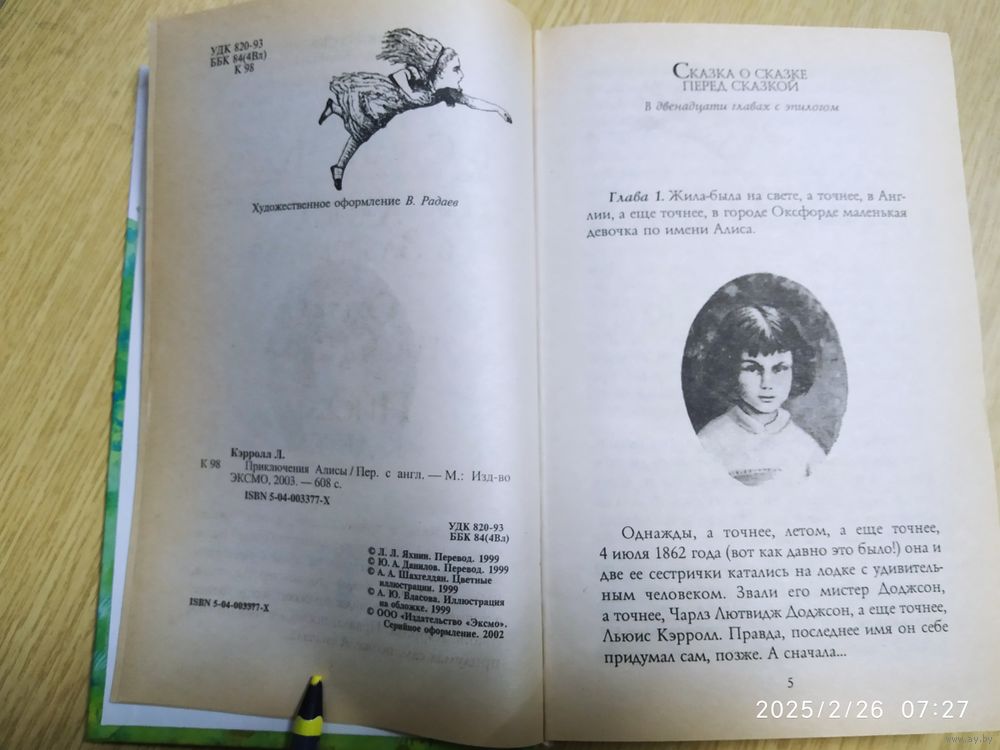 УДК 820-93
ББК 84(4Вл)
К 98
Художественное оформление В. Радаев
Кэрролл Л.
К 98 Приключения Алисы / Пер. с англ. — М.: Изд-во
ЭКСМО, 2003. — 608 с.
ISBN 5-04-003377-X
УДК 820-93
ББК 84(4Вл)
© Л. Л. Яхнин. Перевод. 1999
© Ю. А. Данилов. Перевод. 1999
© А. А. Шахгелдян. Цветные
иллюстрации. 1999
© А. Ю. Власова. Иллюстрация
на обложке. 1999
© ООО «Издательство «Эксмо».
Серийное оформление. 2002
ISBN 5-04-003377-X
СКАЗКА О СКАЗКЕ
ПЕРЕД СКАЗКОЙ
В двенадцати главах с эпилогом
Глава 1. Жила-была на свете, а точнее, в Анг-
лии, а еще точнее, в городе Оксфорде маленькая
девочка по имени Алиса.
Однажды, а точнее, летом, а еще точнее,
4 июля 1862 года (вот как давно это было!) она и
две ее сестрички катались на лодке с удивитель-
ным человеком. Звали его мистер Доджсон,
а точнее, Чарлз Лютвидж Доджсон, а еще точнее,
Льюис Кэрролл. Правда, последнее имя он себе
придумал сам, позже. А сначала...
5
2025/2/26 07:27
www.ay.by